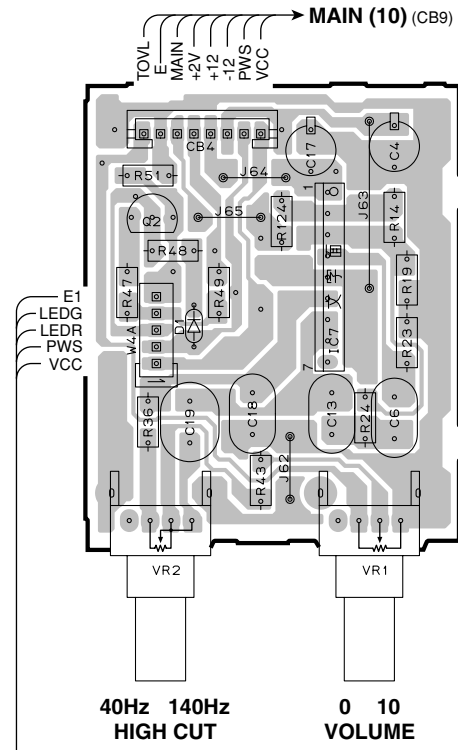 MAIN (10) (CB9)
TOVL
E
MAIN
+2V
+12
-12
PWS
VCC
CB4
C17
C4
R51
J64
1
Q2
J65
R124
J63
R14
R48
R47
R49
R19
E1
LEDG
LEDR
PWS
VCC
W4A
D1
IC7
R23
1
7
R36
C19
C18
C13
R24
C6
R43
J62
VR2
VR1
40Hz 140Hz
HIGH CUT
0 10
VOLUME